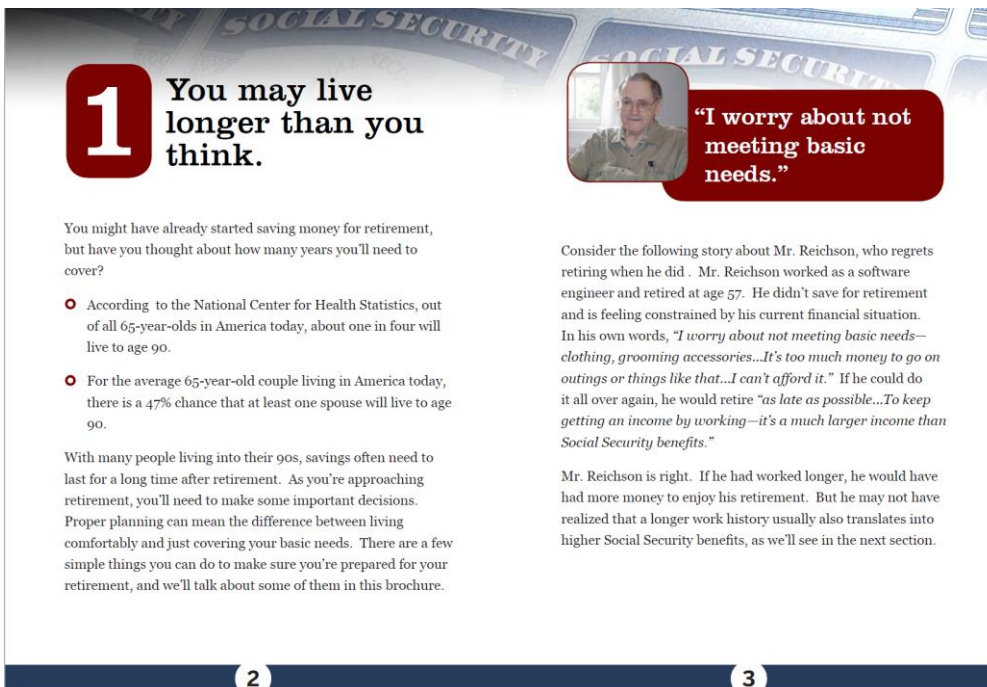 SOCIAL SECURITY
SOCIAL SECURITY
1
You may live
longer than you
think.
You might have already started saving money for retirement,
but have you thought about how many years you'll need to
cover?
According  to the National Center for Health Statistics, out
of all 65-year-olds in America today, about one in four will
live to age 90.
For the average 65-year-old couple living in America today,
there is a 47% chance that at least one spouse will live to age
90.
With many people living into their 90s, savings often need to
last for a long time after retirement.  As you're approaching
retirement, you'll need to make some important decisions.
Proper planning can mean the difference between living
comfortably and just covering your basic needs.  There are a few
simple things you can do to make sure you're prepared for your
retirement, and we'll talk about some of them in this brochure.
2
“I worry about not
meeting basic
needs.”
Consider the following story about Mr. Reichson, who regrets
retiring when he did .  Mr. Reichson worked as a software
engineer and retired at age 57.  He didn't save for retirement
and is feeling constrained by his current financial situation.
In his own words, “I worry about not meeting basic needs—
clothing, grooming accessories...It's too much money to go on
outings or things like that...I can't afford it.”  If he could do
it all over again, he would retire “as late as possible...To keep
getting an income by working—it's a much larger income than
Social Security benefits.”
Mr. Reichson is right.  If he had worked longer, he would have
had more money to enjoy his retirement.  But he may not have
realized that a longer work history usually also translates into
higher Social Security benefits, as we'll see in the next section.
3